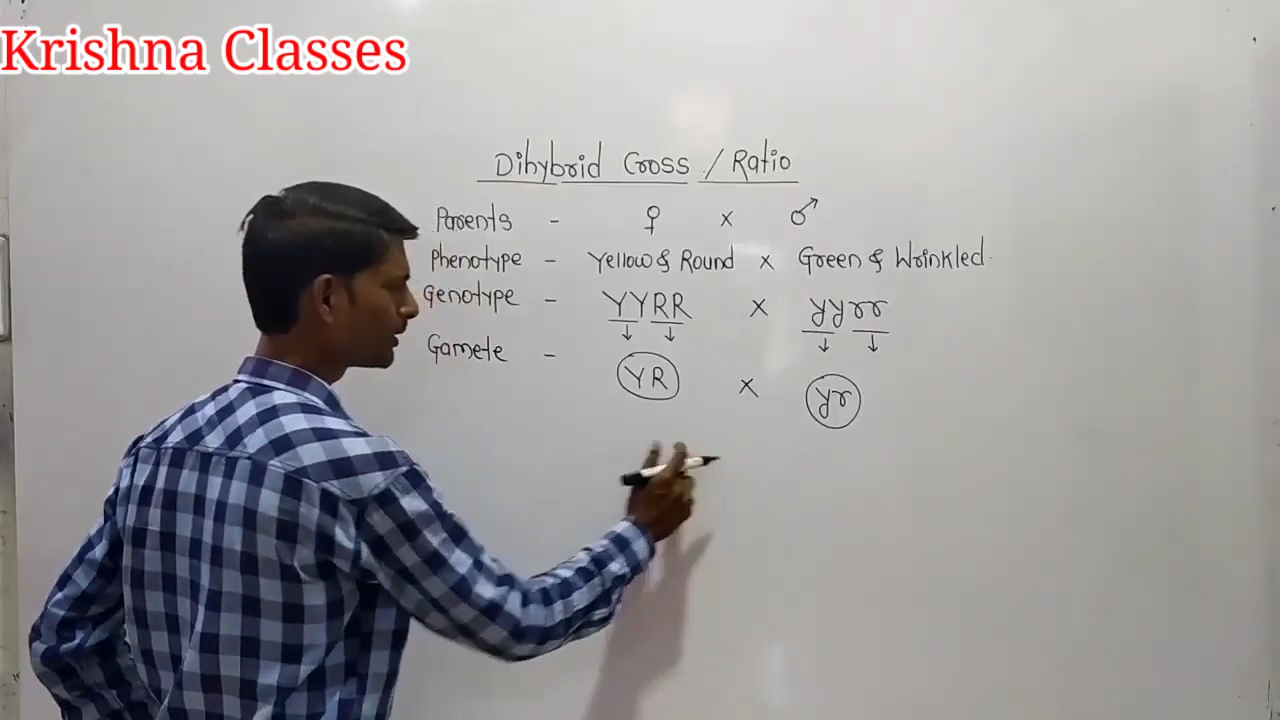 Krishna Classes
Dihybrid Cross / Ratio
Parents - ♀ x ♂
Phenotype - Yellow & Round x Green & Wrinkled.
Genotype - YYRR x yyrr
↓ ↓ ↓ ↓
Gamete - YR x yr